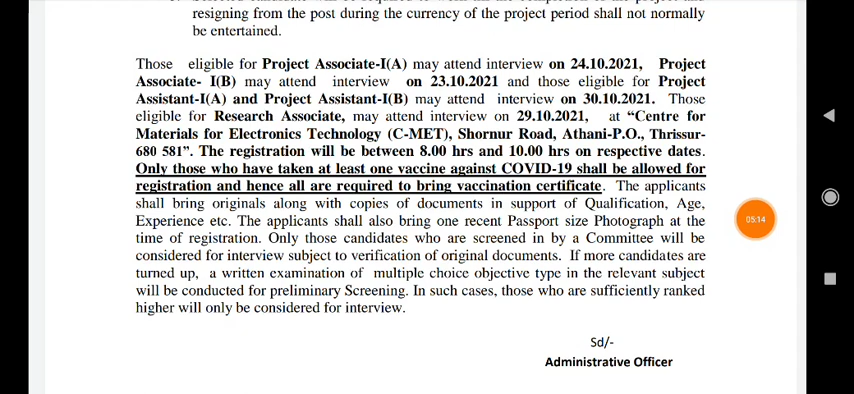 resigning from the post during the currency of the project period shall not normally
be entertained.
Those eligible for Project Associate-I(A) may attend interview on 24.10.2021, Project
Associate- I(B) may attend interview on 23.10.2021 and those eligible for Project
Assistant-I(A) and Project Assistant-I(B) may attend interview on 30.10.2021. Those
eligible for Research Associate, may attend interview on 29.10.2021, at “Centre for
Materials for Electronics Technology (C-MET), Shornur Road, Athani-P.O., Thrissur-
680 581”. The registration will be between 8.00 hrs and 10.00 hrs on respective dates.
Only those who have taken at least one vaccine against COVID-19 shall be allowed for
registration and hence all are required to bring vaccination certificate. The applicants
shall bring originals along with copies of documents in support of Qualification, Age,
Experience etc. The applicants shall also bring one recent Passport size Photograph at the
time of registration. Only those candidates who are screened in by a Committee will be
considered for interview subject to verification of original documents. If more candidates are
turned up, a written examination of multiple choice objective type in the relevant subject
will be conducted for preliminary Screening. In such cases, those who are sufficiently ranked
higher will only be considered for interview.
Sd/-
Administrative Officer
05:14